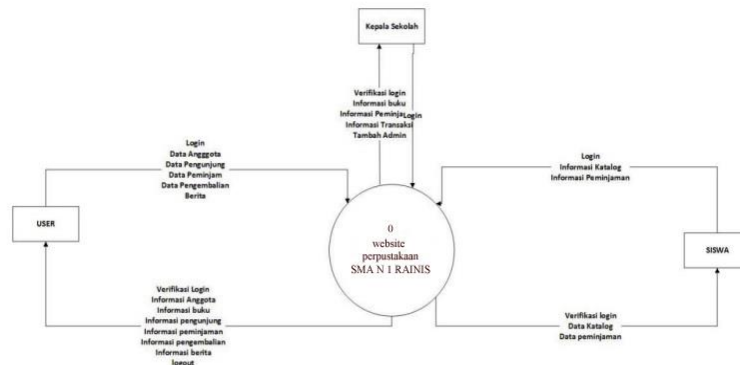 Kepala Sekolah
Verifikasi login
Informasi buku
Informasi Peminja
Login
Informasi Transaksi
Tambah Admin
Login
Data Angggota
Data Pengunjung
Data Peminjam
Data Pengembalian
Berita
Login
Informasi Katalog
Informasi Peminjaman
USER
0
website
perpustakaan
SMA N 1 RAINIS
SISWA
Verifikasi Login
Informasi Anggota
Informasi buku
Informasi pengunjung
Informasi peminjaman
Informasi pengembalian
Informasi berita
logout
Verifikasi login
Data Katalog
Data peminjaman